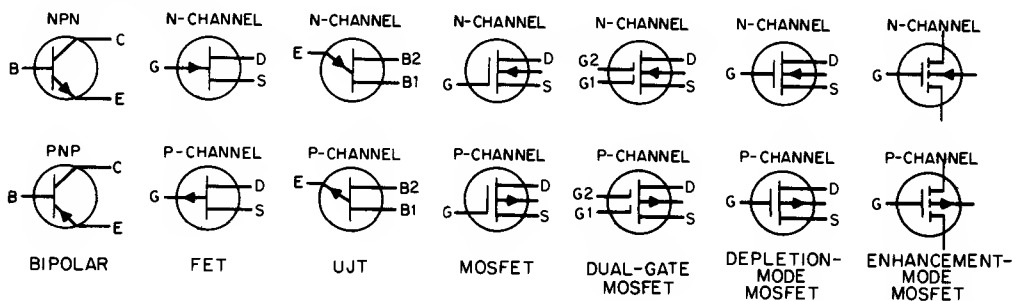 NPN N-CHANNEL N-CHANNEL N-CHANNEL N-CHANNEL N-CHANNEL N-CHANNEL
C
B
E
G
D
S
E
B2
B1
G
D
S
G2
G1
D
S
G
D
S
G
PNP P-CHANNEL P-CHANNEL P-CHANNEL P-CHANNEL P-CHANNEL P-CHANNEL
C
B
E
G
D
S
E
B2
B1
G
D
S
G2
G1
D
S
G
D
S
G
BIPOLAR
FET
UJT
MOSFET
DUAL-GATE
MOSFET
DEPLETION-
MODE
MOSFET
ENHANCEMENT-
MODE
MOSFET